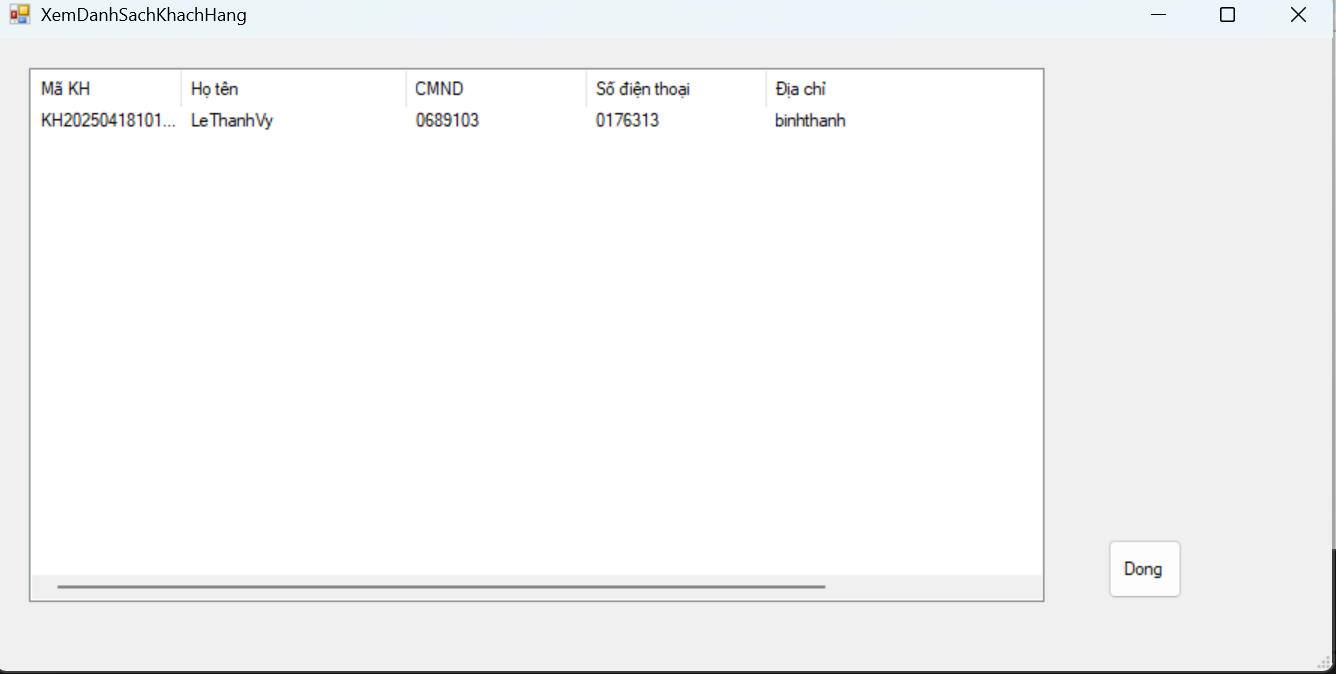 XemDanhSachKhachHang
Mã KH Họ tên CMND Số điện thoại Địa chỉ
KH20250418101... LeThanhVy 0689103 0176313 binhthanh
Dong